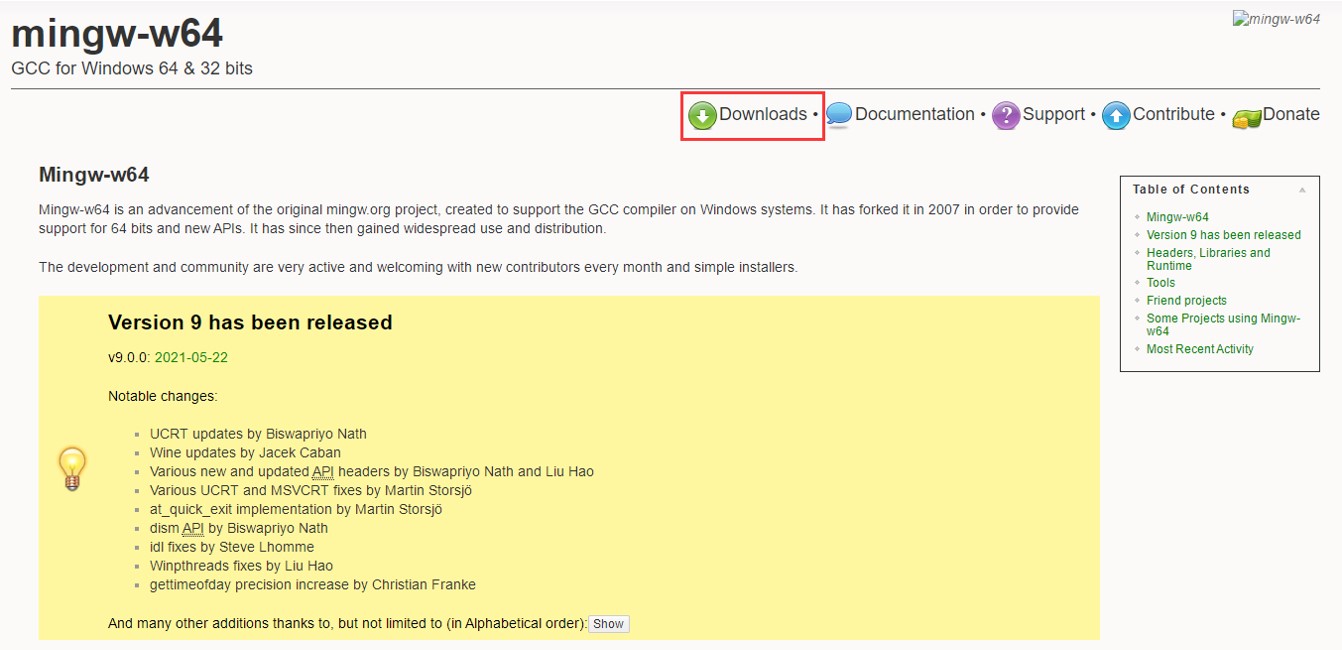 mingw-w64
GCC for Windows 64 & 32 bits
mingw-w64
Downloads • Documentation • Support • Contribute • Donate
Mingw-w64
Mingw-w64 is an advancement of the original mingw.org project, created to support the GCC compiler on Windows systems. It has forked it in 2007 in order to provide
support for 64 bits and new APIs. It has since then gained widespread use and distribution.
The development and community are very active and welcoming with new contributors every month and simple installers.
Version 9 has been released
v9.0.0: 2021-05-22
Notable changes:
UCRT updates by Biswapriyo Nath
Wine updates by Jacek Caban
Various new and updated API headers by Biswapriyo Nath and Liu Hao
Various UCRT and MSVCRT fixes by Martin Storsjö
at_quick_exit implementation by Martin Storsjö
dism API by Biswapriyo Nath
idl fixes by Steve Lhomme
Winpthreads fixes by Liu Hao
gettimeofday precision increase by Christian Franke
And many other additions thanks to, but not limited to (in Alphabetical order): Show
Table of Contents
Mingw-w64
Version 9 has been released
Headers, Libraries and
Runtime
Tools
Friend projects
Some Projects using Mingw-
w64
Most Recent Activity